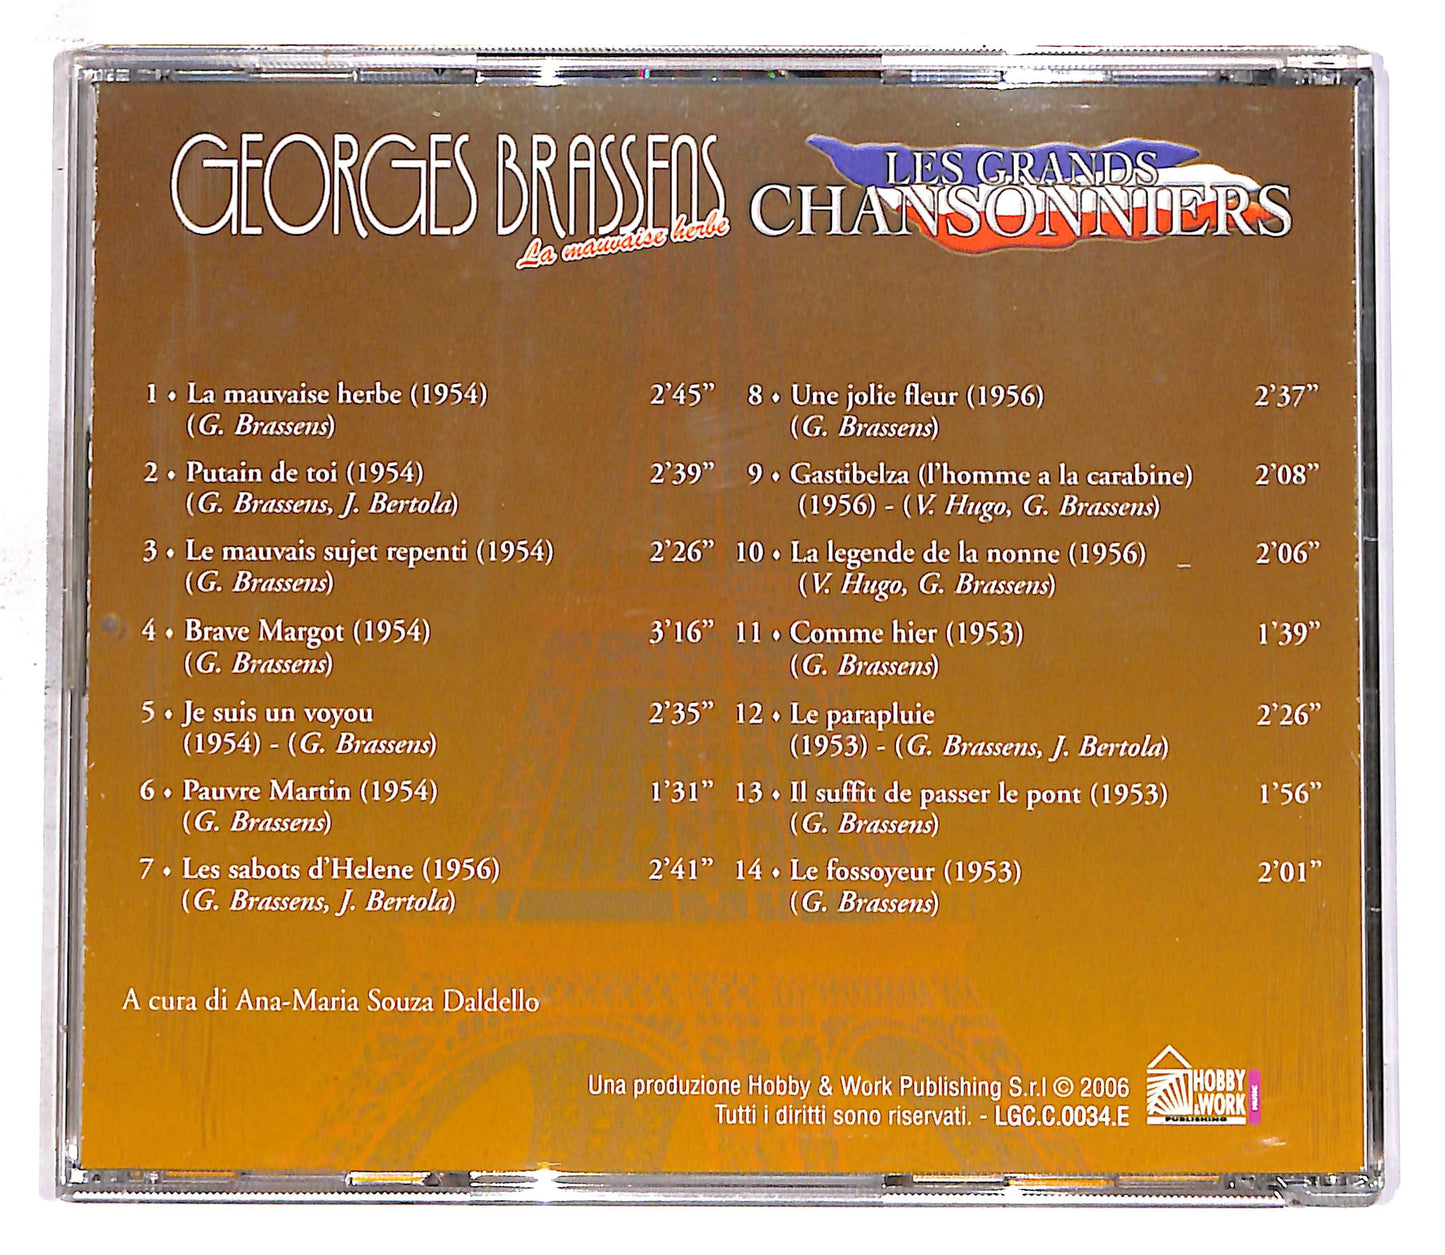 GEORGES BRASSENS
La mauvaise herbe
LES GRANDS
CHANSONNIERS
1 • La mauvaise herbe (1954) 2’45”
(G. Brassens)
2 • Putain de toi (1954) 2’39”
(G. Brassens, J. Bertola)
3 • Le mauvais sujet repenti (1954) 2’26”
(G. Brassens)
4 • Brave Margot (1954) 3’16”
(G. Brassens)
5 • Je suis un voyou 2’35”
(1954) - (G. Brassens)
6 • Pauvre Martin (1954) 1’31”
(G. Brassens)
7 • Les sabots d’Helene (1956) 2’41”
(G. Brassens, J. Bertola)
8 • Une jolie fleur (1956) 2’37”
(G. Brassens)
9 • Gastibelza (l’homme a la carabine) 2’08”
(1956) - (V. Hugo, G. Brassens)
10 • La legende de la nonne (1956) 2’06”
(V. Hugo, G. Brassens)
11 • Comme hier (1953) 1’39”
(G. Brassens)
12 • Le parapluie 2’26”
(1953) - (G. Brassens, J. Bertola)
13 • Il suffit de passer le pont (1953) 1’56”
(G. Brassens)
14 • Le fossoyeur (1953) 2’01”
(G. Brassens)
A cura di Ana-Maria Souza Daldello
Una produzione Hobby & Work Publishing S.r.l © 2006
Tutti i diritti sono riservati. - LGC.C.0034.E
HOBBY
& WORK
PUBLISHING
MUSIC